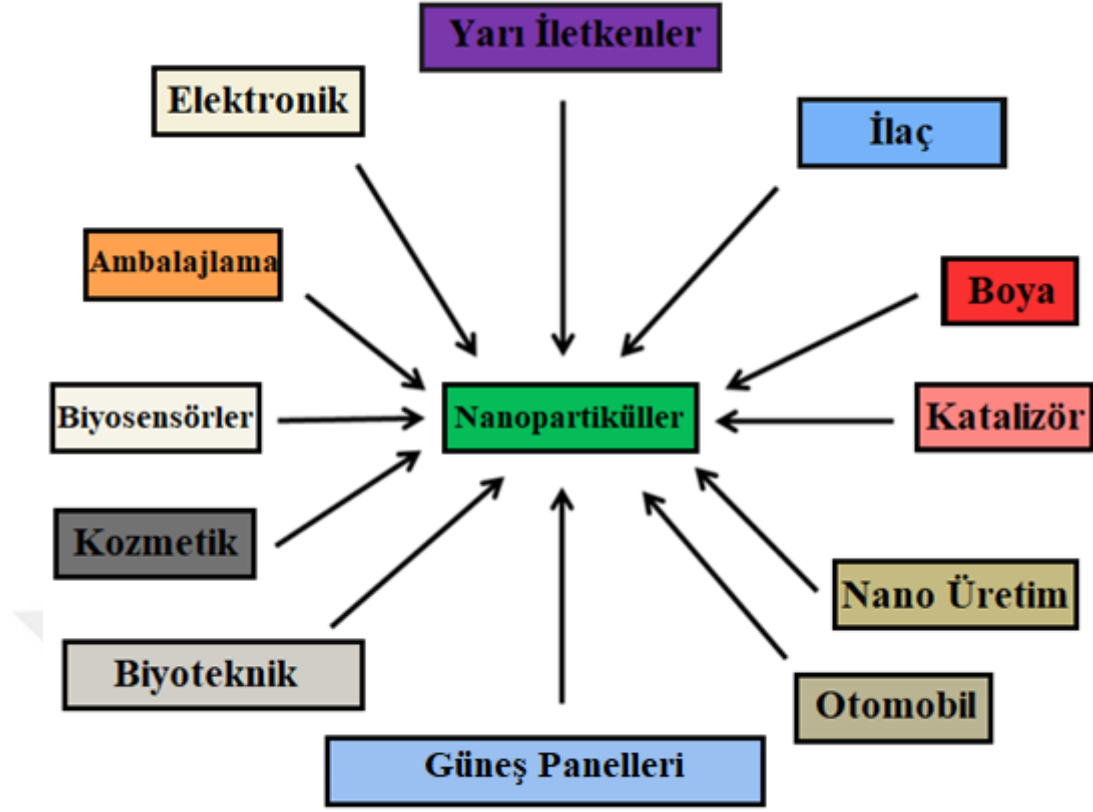 Yarı İletkenler
Elektronik
İlaç
Ambalajlama
Boya
Biyosensörler
Nanopartiküller
Katalizör
Kozmetik
Nano Üretim
Biyoteknik
Otomobil
Güneş Panelleri